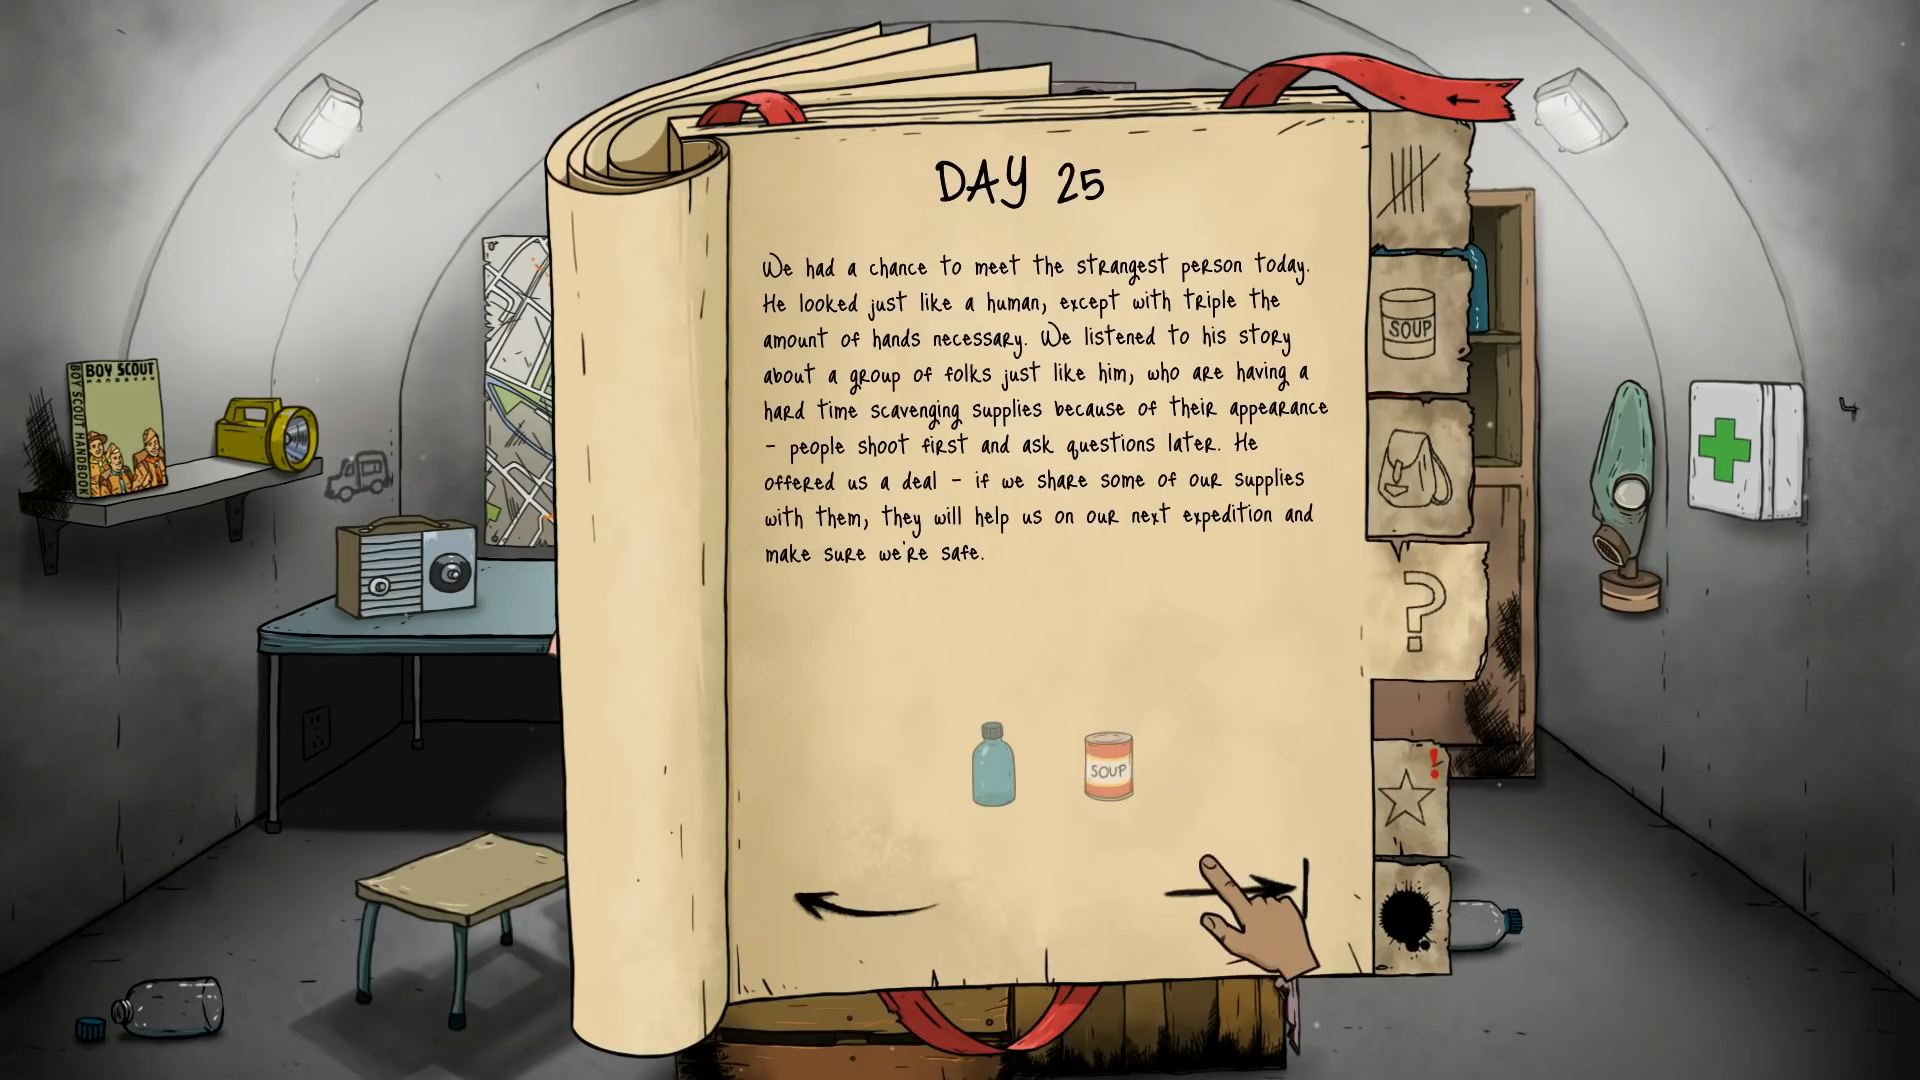 DAY 25
We had a chance to meet the strangest person today.
He looked just like a human, except with triple the
amount of hands necessary. We listened to his story
about a group of folks just like him, who are having a
hard time scavenging supplies because of their appearance
- people shoot first and ask questions later. He
offered us a deal - if we share some of our supplies
with them, they will help us on our next expedition and
make sure we're safe.
SOUP
SOUP
?
!
BOY SCOUT
HANDBOOK
BOY SCOUT HANDBOOK